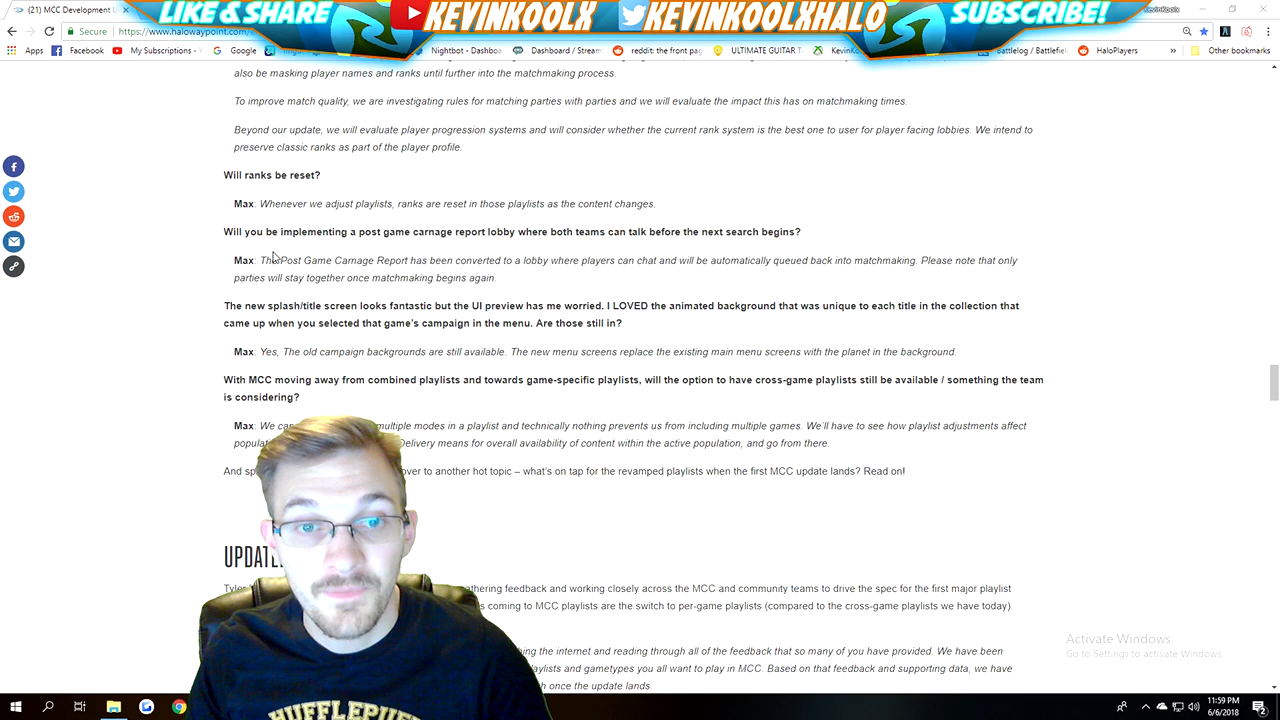 (21) MCC Development U
LIKE & SHARE
KEVINKOOLX
KEVINKOOLXHALO
SUBSCRIBE!
KevinKoolx
Secure
https://www.halowaypoint.com/
Apps
Facebook
My Subscriptions -
Google
Nightbot - Dashboa
Dashboard / Stream
reddit: the front pag
ULTIMATE GUITAR T
KevinKo
Battlelog / Battlefiel
HaloPlayers
»
Other bookmarks
also be masking player names and ranks until further into the matchmaking process.
To improve match quality, we are investigating rules for matching parties with parties and we will evaluate the impact this has on matchmaking times.
Beyond our update, we will evaluate player progression systems and will consider whether the current rank system is the best one to user for player facing lobbies. We intend to
preserve classic ranks as part of the player profile.
Will ranks be reset?
Max: Whenever we adjust playlists, ranks are reset in those playlists as the content changes.
Will you be implementing a post game carnage report lobby where both teams can talk before the next search begins?
Max: The Post Game Carnage Report has been converted to a lobby where players can chat and will be automatically queued back into matchmaking. Please note that only
parties will stay together once matchmaking begins again.
The new splash/title screen looks fantastic but the UI preview has me worried. I LOVED the animated background that was unique to each title in the collection that
came up when you selected that game's campaign in the menu. Are those still in?
Max: Yes, The old campaign backgrounds are still available. The new menu screens replace the existing main menu screens with the planet in the background.
With MCC moving away from combined playlists and towards game-specific playlists, will the option to have cross-game playlists still be available / something the team
is considering?
Max: We can multiple modes in a playlist and technically nothing prevents us from including multiple games. We'll have to see how playlist adjustments affect
populat Delivery means for overall availability of content within the active population, and go from there.
And sp over to another hot topic – what's on tap for the revamped playlists when the first MCC update lands? Read on!
UPDATE
Tyler athering feedback and working closely across the MCC and community teams to drive the spec for the first major playlist
s coming to MCC playlists are the switch to per-game playlists (compared to the cross-game playlists we have today).
hing the internet and reading through all of the feedback that so many of you have provided. We have been
laylists and gametypes you all want to play in MCC. Based on that feedback and supporting data, we have
h once the update lands
Activate Windows
Go to Settings to activate Windows.
HUFFLEPUFF
11:59 PM
6/6/2018
2